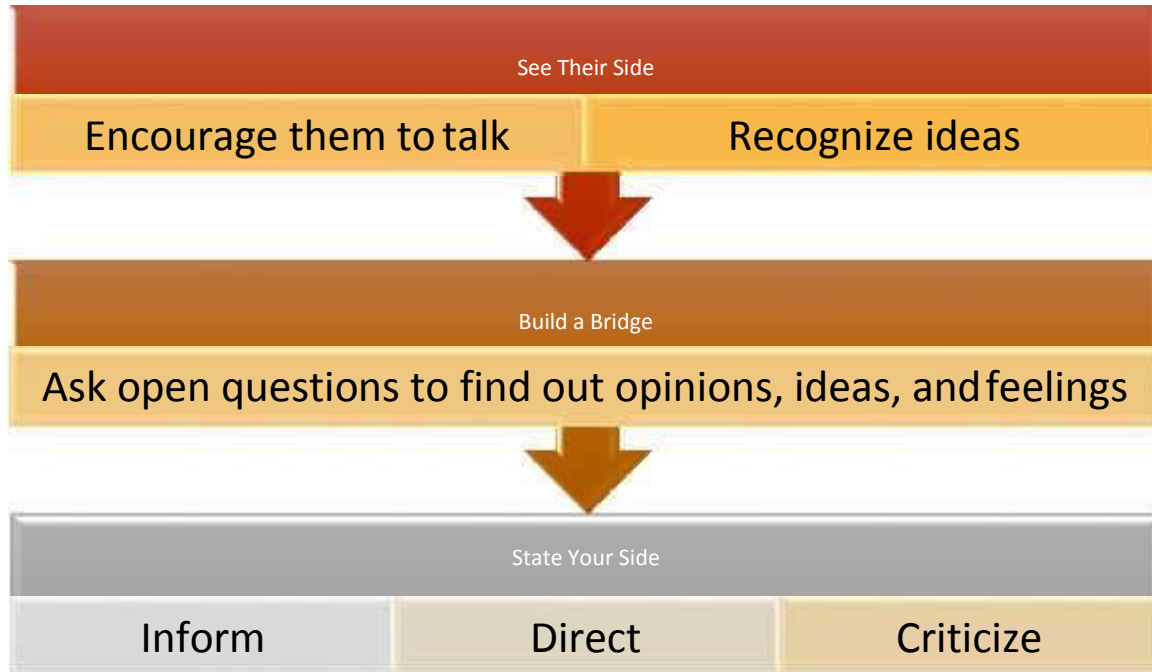 See Their Side
Encourage them to talk
Recognize ideas
Build a Bridge
Ask open questions to find out opinions, ideas, and feelings
State Your Side
Inform
Direct
Criticize